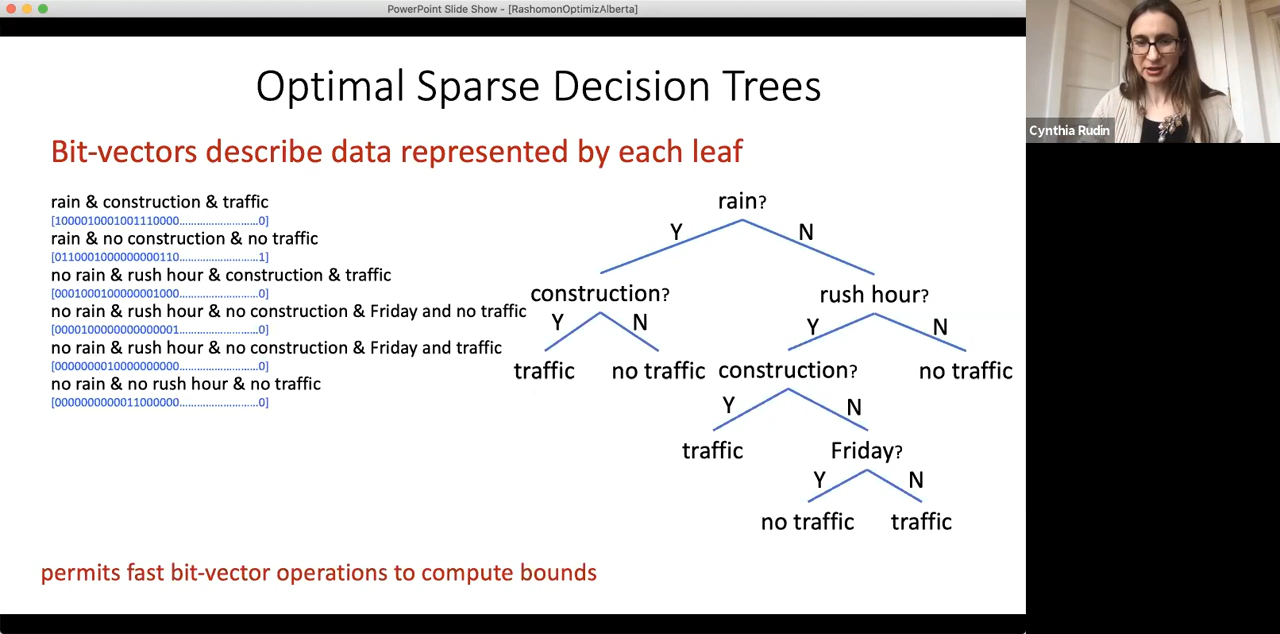 PowerPoint Slide Show - [RashomonOptimizAlberta]
Optimal Sparse Decision Trees
Bit-vectors describe data represented by each leaf
rain & construction & traffic
[1000010001001110000...........................0]
rain & no construction & no traffic
[0110001000000000110...........................1]
no rain & rush hour & construction & traffic
[0001000100000001000...........................0]
no rain & rush hour & no construction & Friday and no traffic
[0000100000000000001...........................0]
no rain & rush hour & no construction & Friday and traffic
[0000000010000000000...........................0]
no rain & no rush hour & no traffic
[0000000000011000000...........................0]
rain?
Y N
construction? rush hour?
Y N Y N
traffic no traffic construction? no traffic
Y N
traffic Friday?
Y N
no traffic traffic
permits fast bit-vector operations to compute bounds
Cynthia Rudin